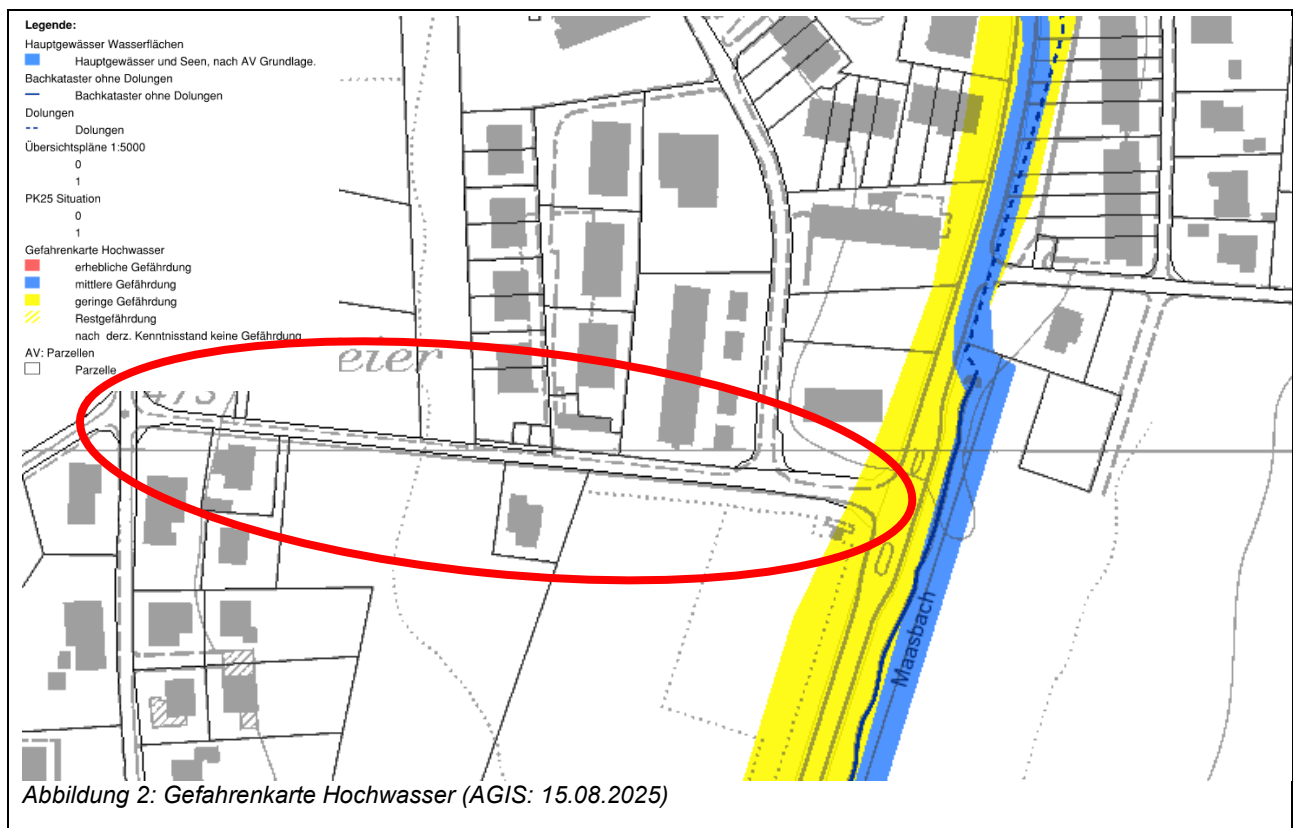 Legende:
Hauptgewässer Wasserflächen
Hauptgewässer und Seen, nach AV Grundlage.
Bachkataster ohne Dolungen
Bachkataster ohne Dolungen
Dolungen
Dolungen
Übersichtspläne 1:5000
0
1
PK25 Situation
0
1
Gefahrenkarte Hochwasser
erhebliche Gefährdung
mittlere Gefährdung
geringe Gefährdung
Restgefährdung
nach derz. Kenntnisstand keine Gefährdung
AV: Parzellen
Parzelle
eier
473
Maasbach
Abbildung 2: Gefahrenkarte Hochwasser (AGIS: 15.08.2025)